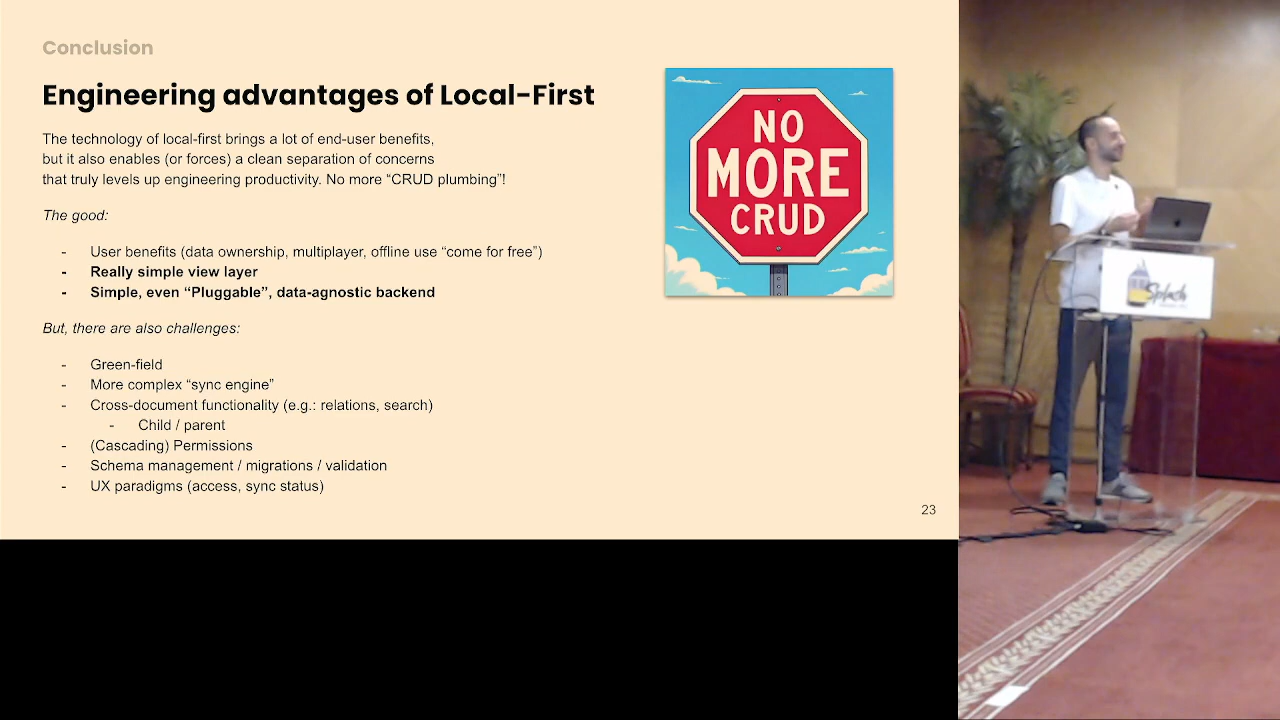 Conclusion
Engineering advantages of Local-First
The technology of local-first brings a lot of end-user benefits,
but it also enables (or forces) a clean separation of concerns
that truly levels up engineering productivity. No more “CRUD plumbing”!
The good:
- User benefits (data ownership, multiplayer, offline use “come for free”)
- Really simple view layer
- Simple, even “Pluggable”, data-agnostic backend
But, there are also challenges:
- Green-field
- More complex “sync engine”
- Cross-document functionality (e.g.: relations, search)
- Child / parent
- (Cascading) Permissions
- Schema management / migrations / validation
- UX paradigms (access, sync status)
23
NO
MORE
CRUD
Splash